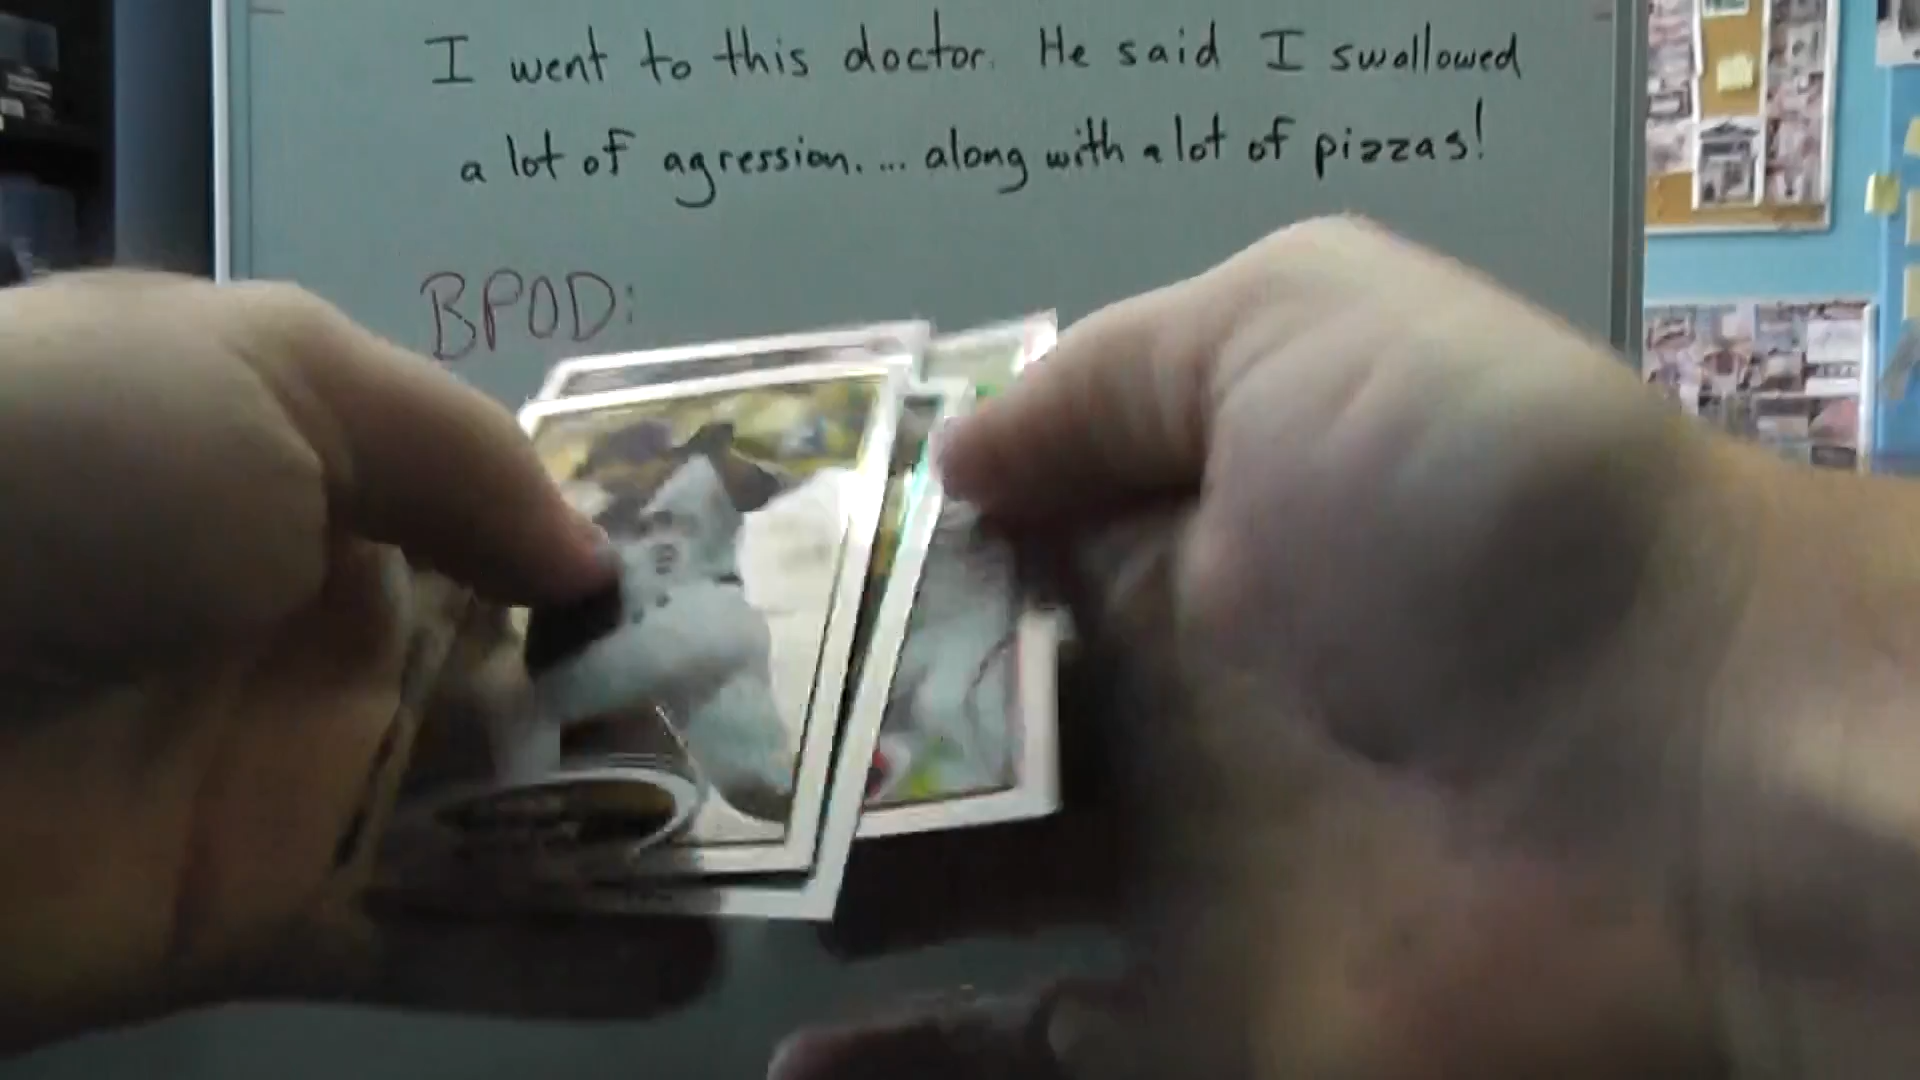 I went to this doctor. He said I swallowed
a lot of agression.... along with a lot of pizzas!
BPOD: